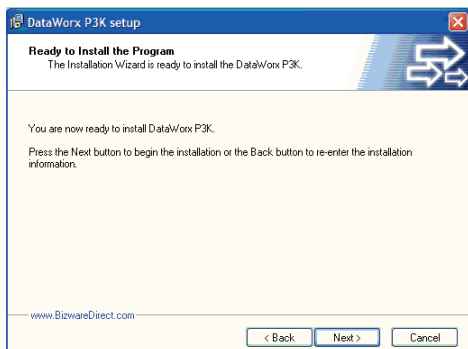 DataWorx P3K setup
Ready to Install the Program
The Installation Wizard is ready to install the DataWorx P3K.
You are now ready to install DataWorx P3K.
Press the Next button to begin the installation or the Back button to re-enter the installation
information.
www.BizwareDirect.com
< Back Next > Cancel